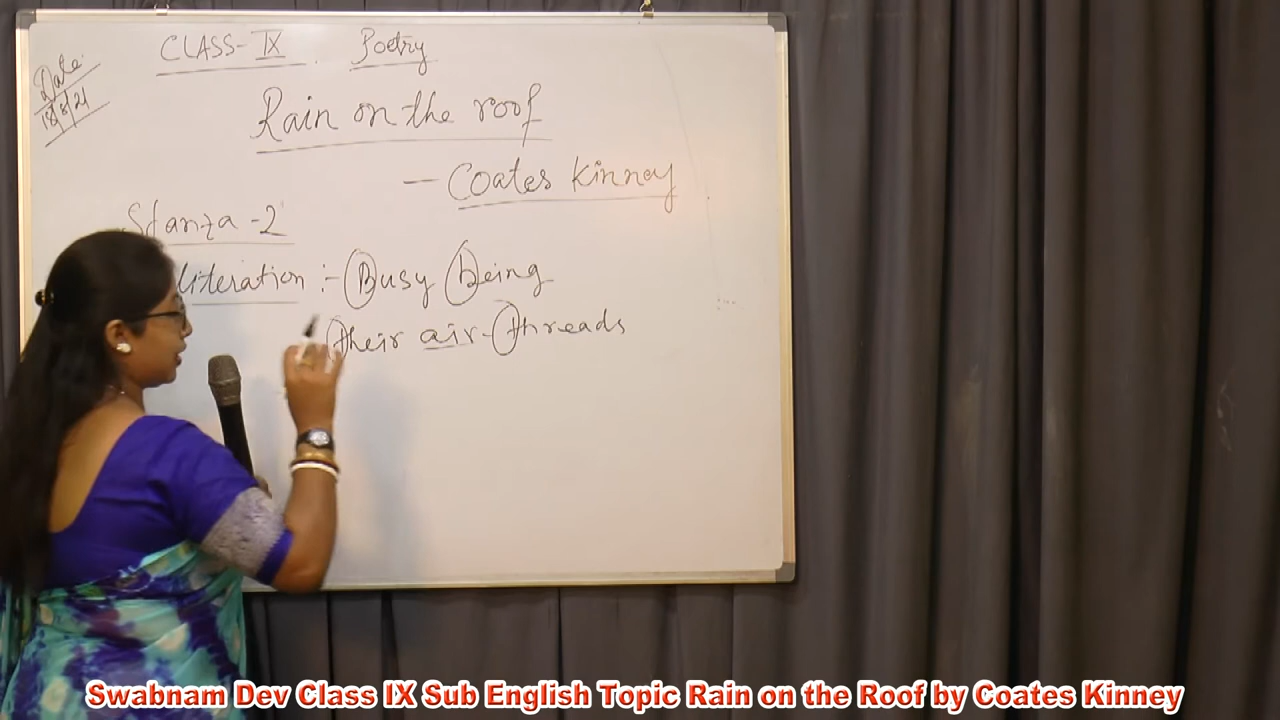 Date:
18/8/21
CLASS-IX. Poetry
Rain on the roof
- Coates Kinney
Stanza-2
literation :- Busy being
their air-threads
Swabnam Dev Class IX Sub English Topic Rain on the Roof by Coates Kinney